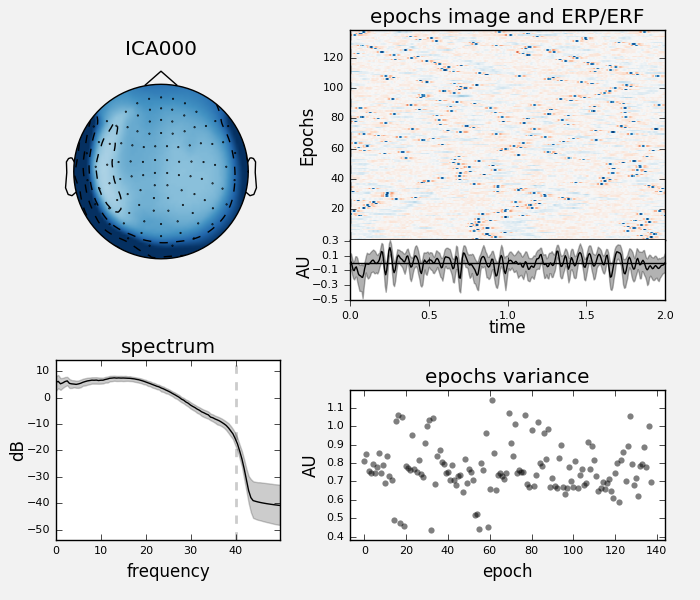 ICA000
epochs image and ERP/ERF
Epochs
120
100
80
60
40
20
AU
0.3
0.1
−0.1
−0.3
−0.5
0.0 0.5 1.0 1.5 2.0
time
spectrum
dB
10
0
−10
−20
−30
−40
−50
0 10 20 30 40
frequency
epochs variance
AU
1.1
1.0
0.9
0.8
0.7
0.6
0.5
0.4
0 20 40 60 80 100 120 140
epoch